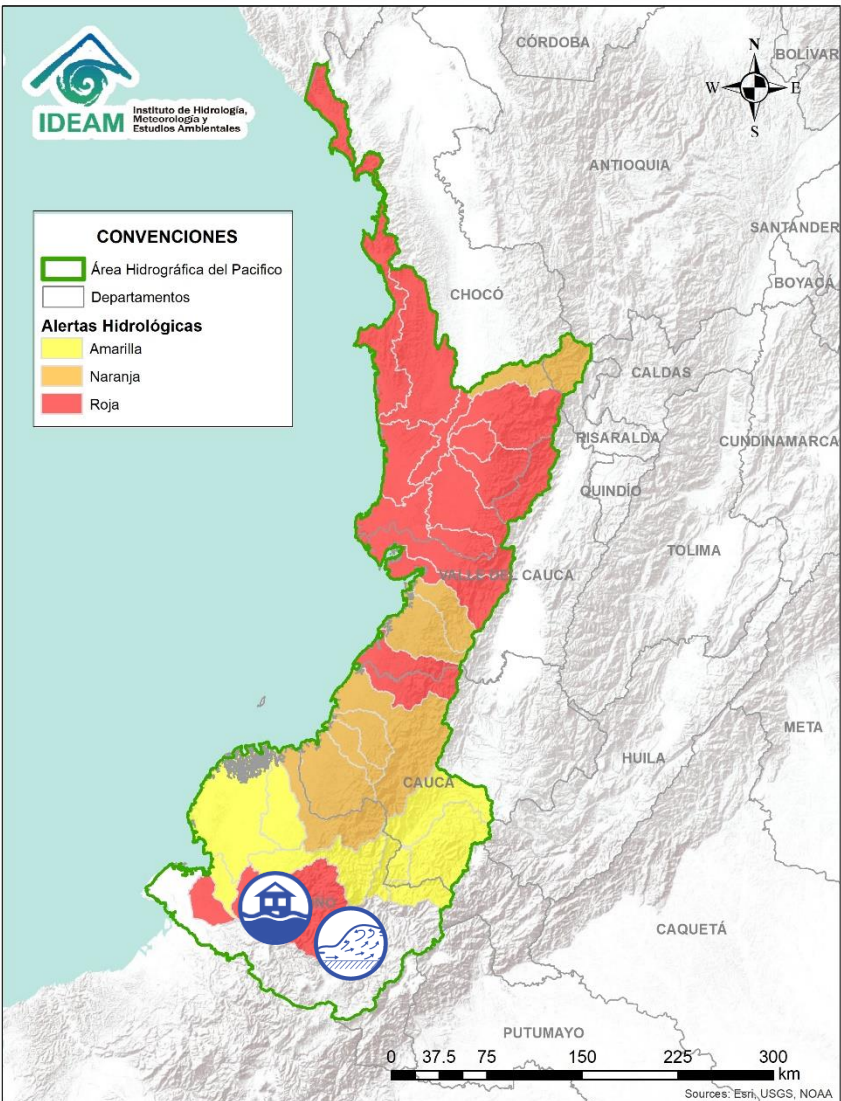 CÓRDOBA
BOLÍVAR
N
W E
S
IDEAM
Instituto de Hidrología,
Meteorología y
Estudios Ambientales
ANTIOQUIA
SANTANDER
CONVENCIONES
Área Hidrográfica del Pacifico
Departamentos
Alertas Hidrológicas
Amarilla
Naranja
Roja
BOYACÁ
CHOCÓ
CALDAS
RISARALDA
CUNDINAMARCA
QUINDÍO
TOLIMA
VALLE DEL CAUCA
META
HUILA
CAUCA
ÑO
CAQUETÁ
PUTUMAYO
0 37.5 75 150 225 300
km
Sources: Esri, USGS, NOAA